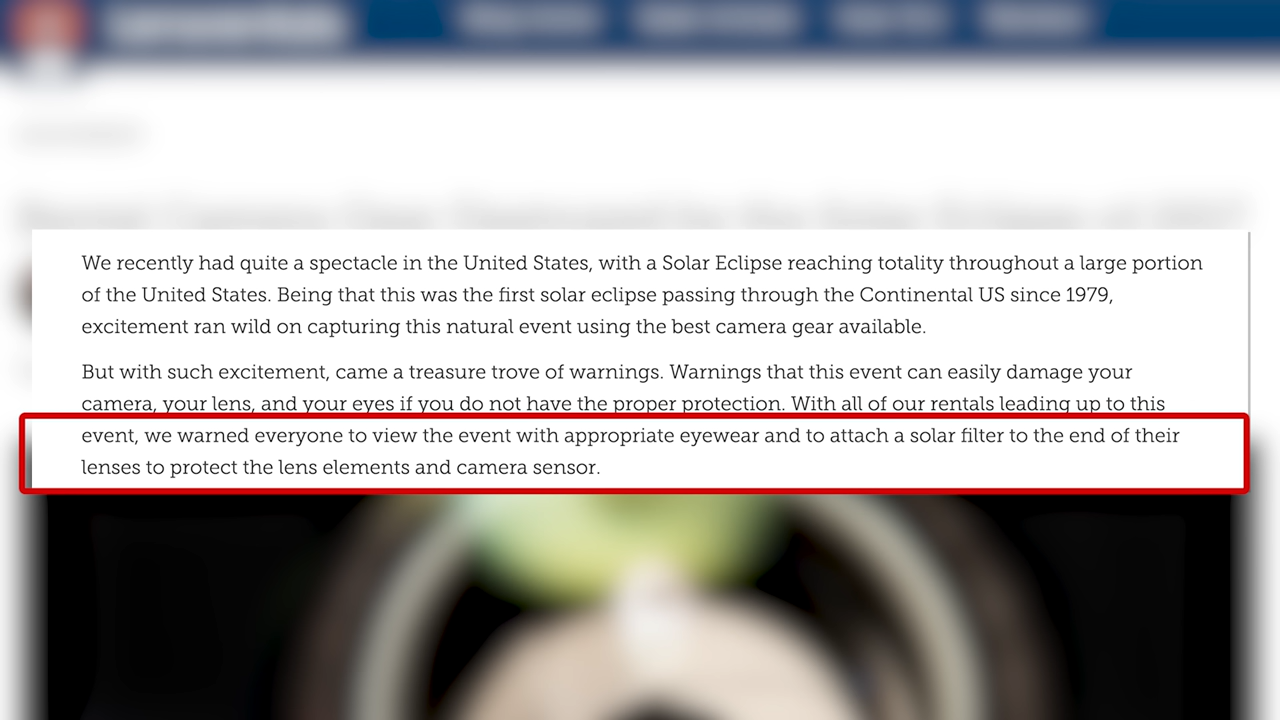 We recently had quite a spectacle in the United States, with a Solar Eclipse reaching totality throughout a large portion
of the United States. Being that this was the first solar eclipse passing through the Continental US since 1979,
excitement ran wild on capturing this natural event using the best camera gear available.
But with such excitement, came a treasure trove of warnings. Warnings that this event can easily damage your
camera, your lens, and your eyes if you do not have the proper protection. With all of our rentals leading up to this
event, we warned everyone to view the event with appropriate eyewear and to attach a solar filter to the end of their
lenses to protect the lens elements and camera sensor.